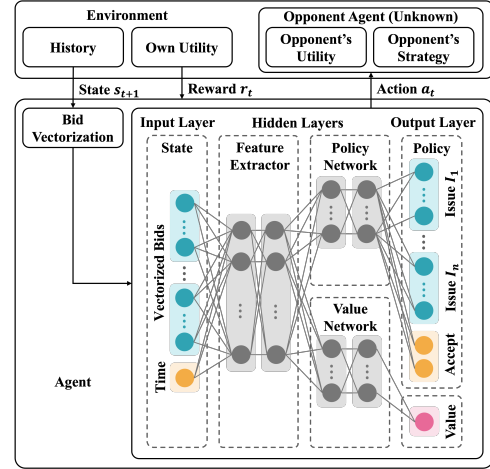 Environment
History
Own Utility
Opponent Agent (Unknown)
Opponent's
Utility
Opponent's
Strategy
State s_{t+1}
Reward r_t
Action a_t
Bid
Vectorization
Input Layer
Hidden Layers
Output Layer
State
Feature
Extractor
Policy
Network
Policy
Vectorized Bids
Time
Value
Network
Issue I_1
Issue I_n
Accept
Value
Agent